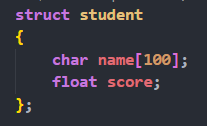 struct student
{
    char name[100];
    float score;
};